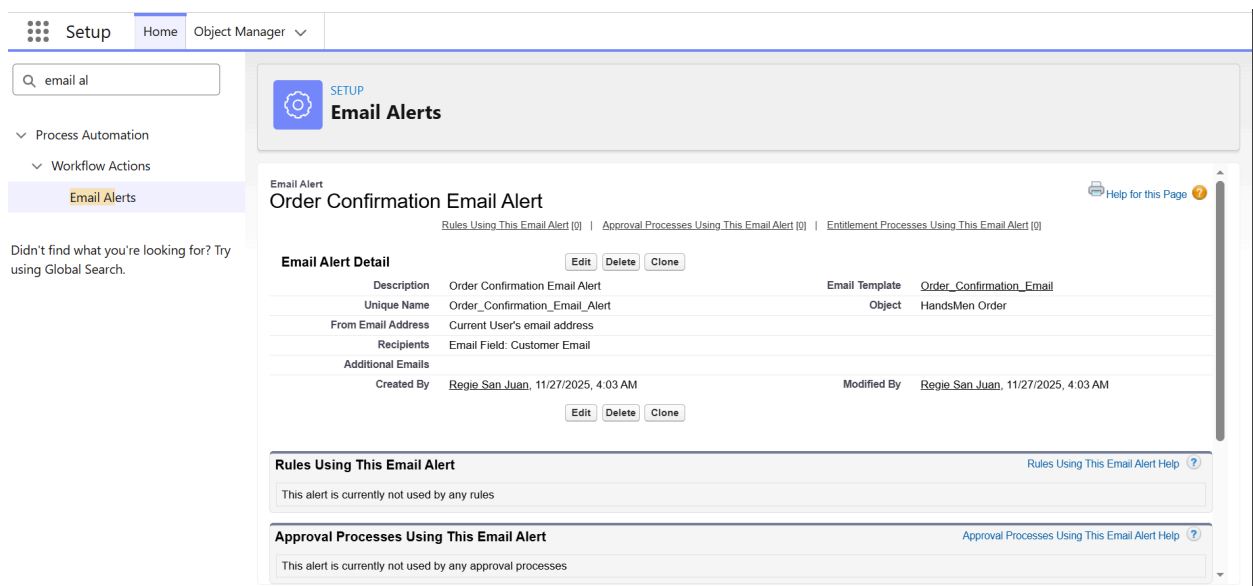 Setup
Home
Object Manager
email al
Process Automation
Workflow Actions
Email Alerts
Didn't find what you're looking for? Try
using Global Search.
SETUP
Email Alerts
Email Alert
Order Confirmation Email Alert
Help for this Page
Rules Using This Email Alert [0] | Approval Processes Using This Email Alert [0] | Entitlement Processes Using This Email Alert [0]
Email Alert Detail Edit Delete Clone
Description Order Confirmation Email Alert Email Template Order_Confirmation_Email
Unique Name Order_Confirmation_Email_Alert Object HandsMen Order
From Email Address Current User's email address
Recipients Email Field: Customer Email
Additional Emails
Created By Regie San Juan, 11/27/2025, 4:03 AM Modified By Regie San Juan, 11/27/2025, 4:03 AM
Edit Delete Clone
Rules Using This Email Alert Rules Using This Email Alert Help ?
This alert is currently not used by any rules
Approval Processes Using This Email Alert Approval Processes Using This Email Alert Help ?
This alert is currently not used by any approval processes